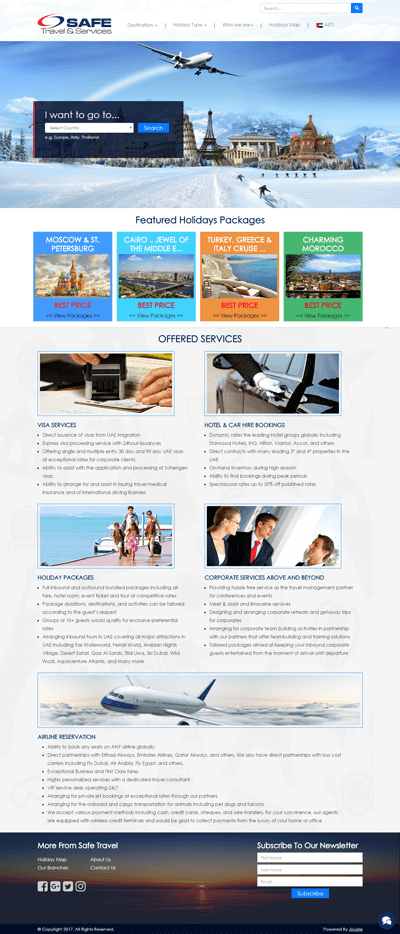 Search...
SAFE
Travel & Services
Destination
Holiday Type
Who we are
Holidays Map
AED
I want to go to...
Select Country
Search
e.g. Europe, Italy, Thailand
Featured Holidays Packages
MOSCOW & ST. PETERSBURG
CAIRO .. JEWEL OF THE MIDDLE E...
TURKEY, GREECE & ITALY CRUISE ...
CHARMING MOROCCO
BEST PRICE
BEST PRICE
BEST PRICE
BEST PRICE
<< View Packages >>
<< View Packages >>
<< View Packages >>
<< View Packages >>
OFFERED SERVICES
VISA SERVICES
Direct issuance of visas from UAE imigration
Express visa processing service with 24hour issuances
Offering single and multiple entry 30 day and 90 day UAE visas
at exceptional rates for corporate clients
Ability to assist with the application and processing of Schengen
visas
Ability to arrange for and assist in issuing travel medical
insurance and of international driving licenses
HOTEL & CAR HIRE BOOKINGS
Dynamic rates the leading Hotel groups globally including
Starwood Hotels, IHG, Hilton, Marriot, Accor, and others
Direct contracts with many leading 5* and 4* properties in the
UAE
On-hand inventory during high season
Ability to find bookings during peak periods
Spectacular rates up to 50% off published rates
HOLIDAY PACKAGES
Full inbound and outbound bundled packages including air
fare, hotel room, event ticket and tour at competitive rates
Package durations, destinations, and activities can be tailored
according to the guest's request
Groups of 10+ guests would qualify for exclusive preferential
rates
Arranging inbound tours in UAE covering all major attractions in
UAE including Yas Waterworld, Ferrari World, Arabian Nights
Village, Desert Safari, Qasr Al Sarab, Tilal Liwa, Ski Dubai, Wild
Wadi, Aquaventure Atlantis, and many more
CORPORATE SERVICES ABOVE AND BEYOND
Providing hassle free service as the travel management partner
for conferences and events
Meet & assist and limousine services
Designing and arranging corporate retreats and getaway trips
for corporates
Arranging for corporate team building activities in partnership
with our partners that offer teambuilding and training solutions
Tailored packages aimed at keeping your inbound corporate
guests entertained from the moment of arrival until departure
AIRLINE RESERVATION
Ability to book any seats on ANY airline globally
Direct partnerships with Etihad Airways, Emirates Airlines, Qatar Airways, and others. We also have direct partnerships with low cost
carriers including Fly Dubai, Air Arabia, Fly Egypt, and others.
Exceptional Business and First Class fares
Highly personalized services with a dedicated travel consultant
VIP service desk operating 24/7
Arranging for private jet bookings at exceptional rates through our partners
Arranging for the onboard and cargo transportation for animals including pet dogs and falcons
We accept various payment methods including cash, credit cards, cheques, and wire transfers, for your convinence, our agents
are equipped with wireless credit terminals and would be glad to collect payments from the luxury of your home or office
More From Safe Travel
Holiday Map
About Us
Our Branches
Contact Us
Subscribe To Our Newsletter
First Name
Last name
Email
Subscribe
© Copyright 2017. All Rights Reserved.
Powered By Jouple